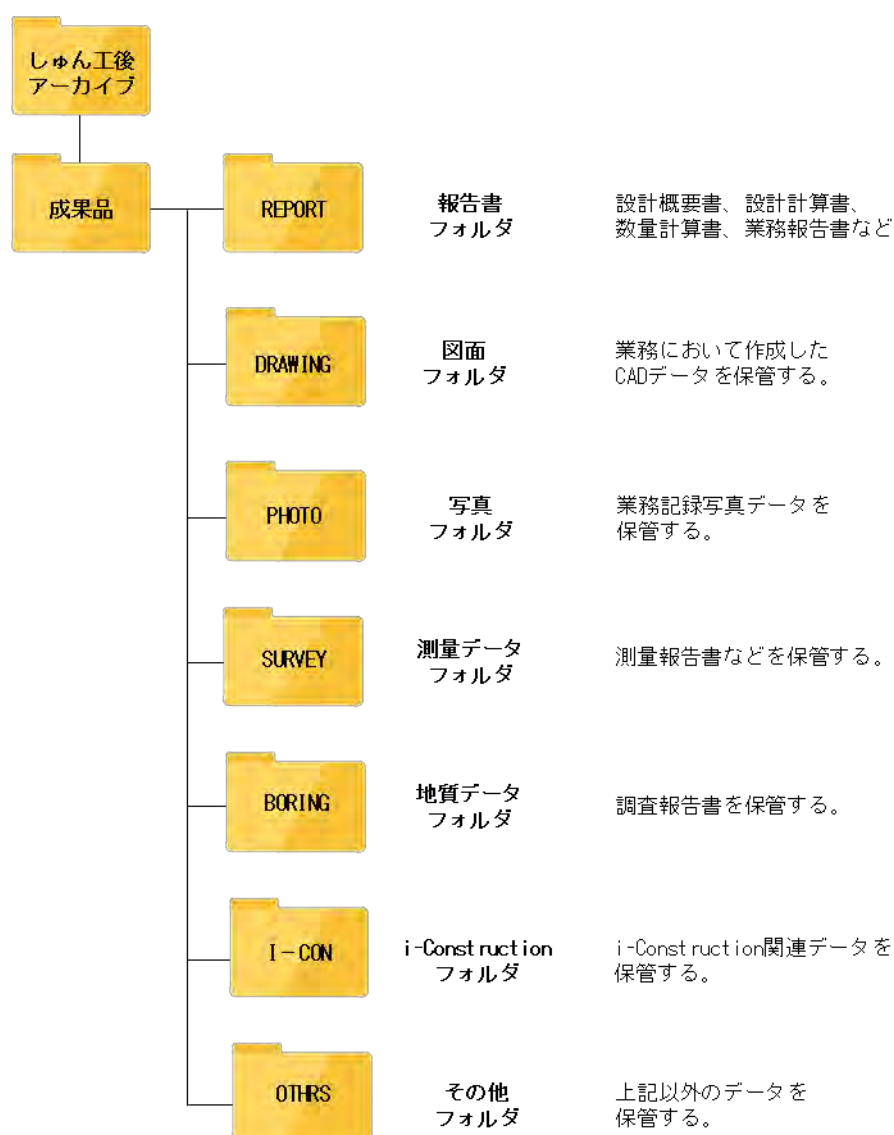 しゅん工後
アーカイブ
成果品
REPORT
報告書
フォルダ
設計概要書、設計計算書、
数量計算書、業務報告書など
DRAWING
図面
フォルダ
業務において作成した
CADデータを保管する。
PHOTO
写真
フォルダ
業務記録写真データを
保管する。
SURVEY
測量データ
フォルダ
測量報告書などを保管する。
BORING
地質データ
フォルダ
調査報告書を保管する。
I－CON
i-Construction
フォルダ
i-Construction関連データを
保管する。
OTHRS
その他
フォルダ
上記以外のデータを
保管する。